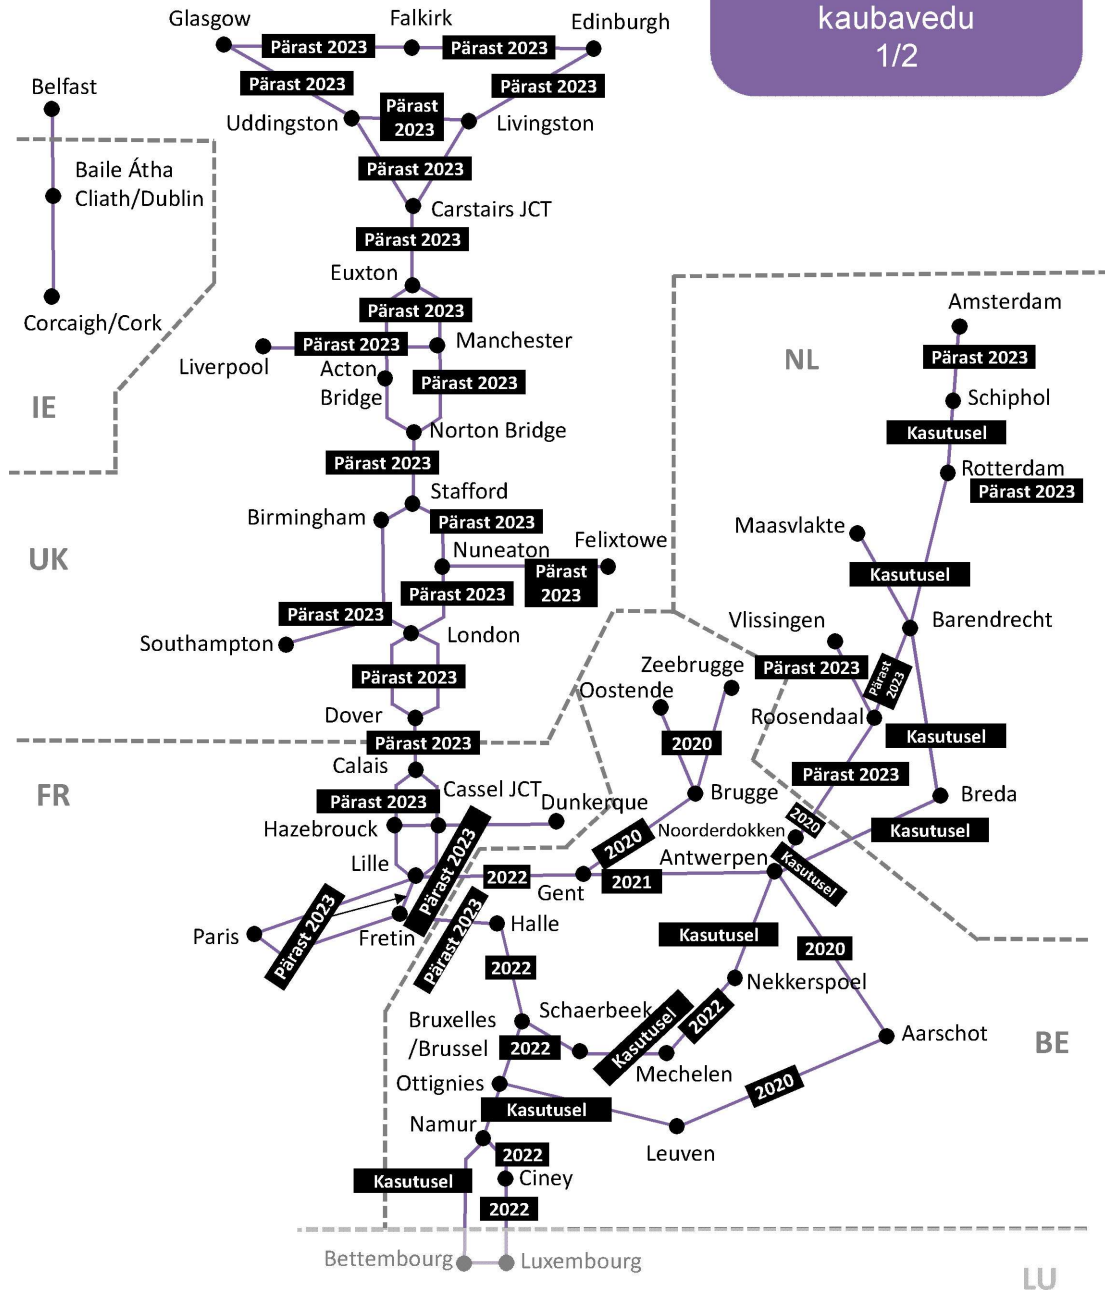 kaubavedu
1/2
Glasgow
Falkirk
Edinburgh
Pärast 2023
Pärast 2023
Pärast 2023
Pärast 2023
Belfast
Uddingston
Pärast
2023
Livingston
Baile Átha
Cliath/Dublin
Pärast 2023
Carstairs JCT
Pärast 2023
Euxton
Corcaigh/Cork
Pärast 2023
Amsterdam
Liverpool
Pärast 2023
Manchester
Pärast 2023
NL
Acton
Bridge
Pärast 2023
Schiphol
IE
Norton Bridge
Kasutusel
Pärast 2023
Rotterdam
Pärast 2023
Stafford
Birmingham
Pärast 2023
Maasvlakte
UK
Nuneaton
Felixtowe
Pärast
2023
Pärast 2023
Kasutusel
Pärast 2023
Southampton
London
Vlissingen
Barendrecht
Pärast 2023
Zeebrugge
Pärast 2023
Pärast
2023
Oostende
Dover
Roosendaal
Pärast 2023
2020
Kasutusel
Calais
Pärast 2023
FR
Cassel JCT
Pärast 2023
Dunkerque
Brugge
Breda
Hazebrouck
2020
Noorderdokken
2020
Kasutusel
Lille
Pärast 2023
2022
Gent
2021
Antwerpen
Kasutusel
Paris
Pärast 2023
Fretin
Pärast 2023
Halle
Kasutusel
2020
2022
Nekkerspoel
Bruxelles
/Brussel
Schaerbeek
Kasutusel
2022
Aarschot
BE
2022
Mechelen
Ottignies
2020
Kasutusel
Namur
Leuven
2022
Kasutusel
Ciney
2022
Bettembourg
Luxembourg
LU